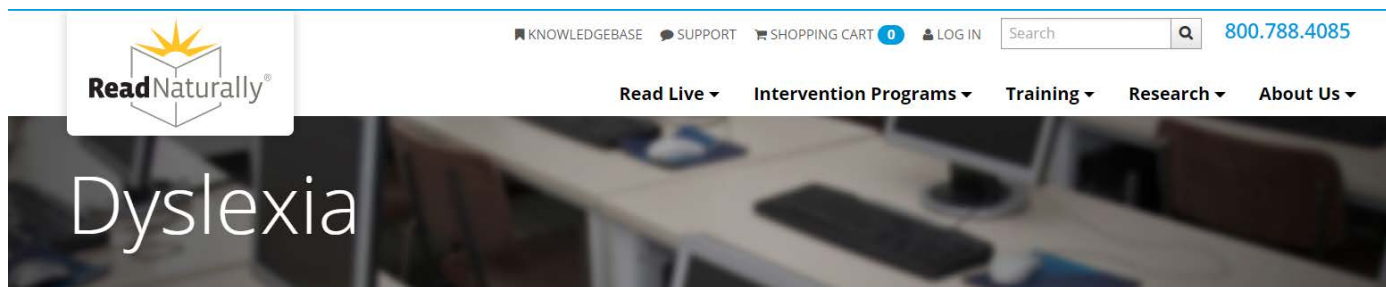 KNOWLEDGEBASE SUPPORT SHOPPING CART 0 LOG IN Search 800.788.4085
ReadNaturally®
Read Live Intervention Programs Training Research About Us
Dyslexia